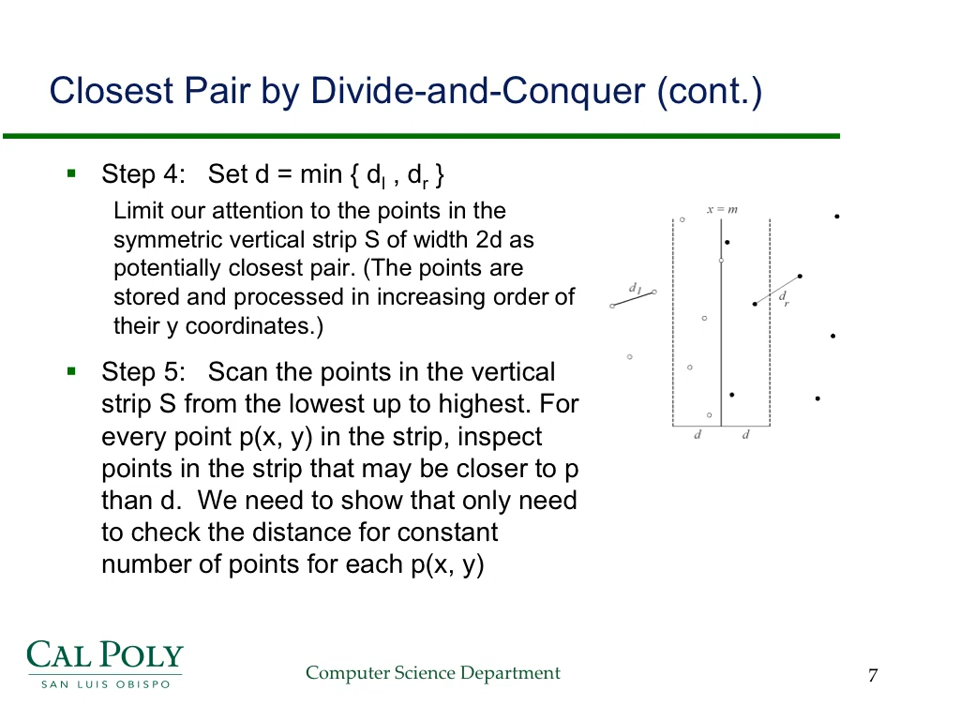 Closest Pair by Divide-and-Conquer (cont.)
▪ Step 4: Set d = min { dl , dr }
Limit our attention to the points in the
symmetric vertical strip S of width 2d as
potentially closest pair. (The points are
stored and processed in increasing order of
their y coordinates.)
▪ Step 5: Scan the points in the vertical
strip S from the lowest up to highest. For
every point p(x, y) in the strip, inspect
points in the strip that may be closer to p
than d. We need to show that only need
to check the distance for constant
number of points for each p(x, y)
x = m
dl
dr
d
d
CAL POLY
SAN LUIS OBISPO
Computer Science Department
7